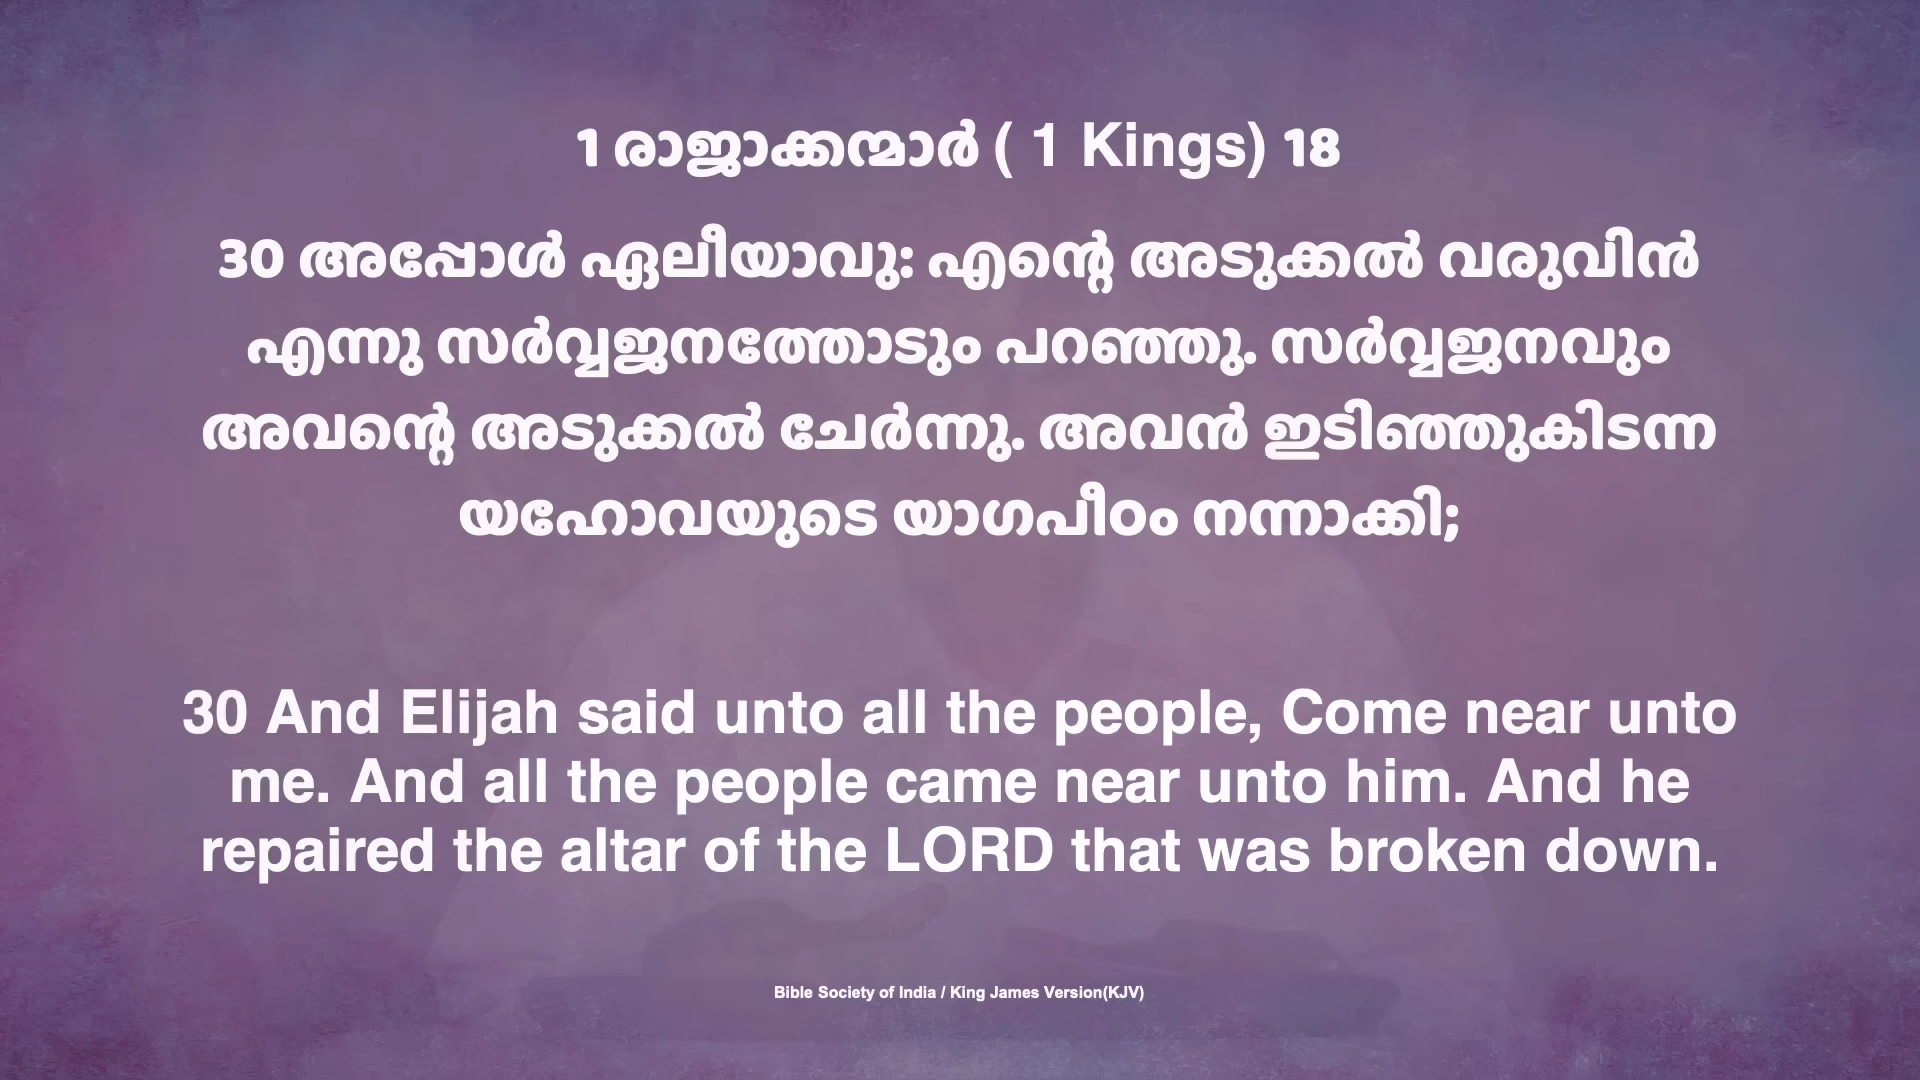 1 രാജാക്കന്മാർ ( 1 Kings) 18
30 അപ്പോൾ ഏലീയാവു: എന്റെ അടുക്കൽ വരുവിൻ
എന്നു സർവ്വജനത്തോടും പറഞ്ഞു. സർവ്വജനവും
അവന്റെ അടുക്കൽ ചേർന്നു. അവൻ ഇടിഞ്ഞുകിടന്ന
യഹോവയുടെ യാഗപീഠം നന്നാക്കി;
30 And Elijah said unto all the people, Come near unto
me. And all the people came near unto him. And he
repaired the altar of the LORD that was broken down.
Bible Society of India / King James Version(KJV)